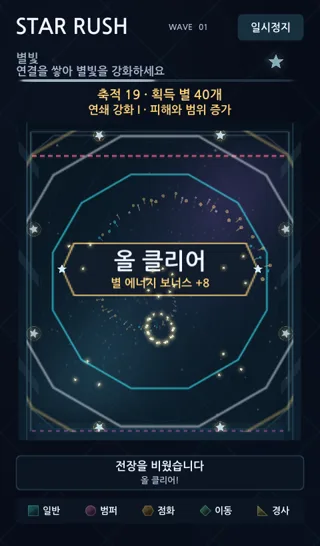 STAR RUSH
WAVE 01
일시정지
별빛
연결을 쌓아 별빛을 강화하세요
축적 19 · 획득 별 40개
연쇄 강화 I · 피해와 범위 증가
올 클리어
별 에너지 보너스 +8
전장을 비웠습니다
올 클리어!
일반 범퍼 점화 이동 경사